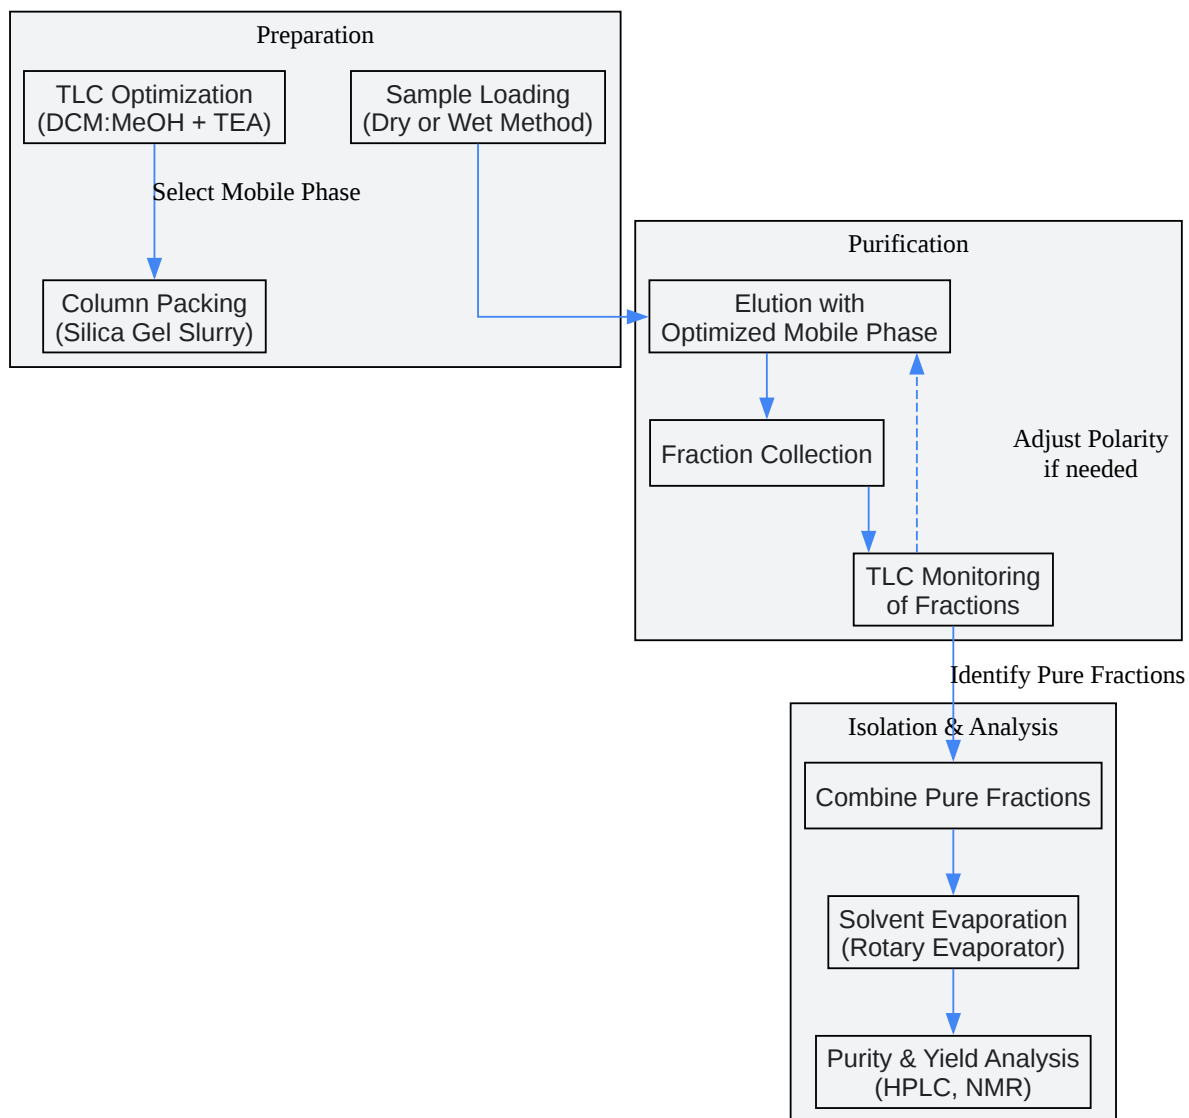 Preparation
TLC Optimization
(DCM:MeOH + TEA)
Sample Loading
(Dry or Wet Method)
Select Mobile Phase
Column Packing
(Silica Gel Slurry)
Purification
Elution with
Optimized Mobile Phase
Fraction Collection
Adjust Polarity
if needed
TLC Monitoring
of Fractions
Identify Pure Fractions
Isolation & Analysis
Combine Pure Fractions
Solvent Evaporation
(Rotary Evaporator)
Purity & Yield Analysis
(HPLC, NMR)